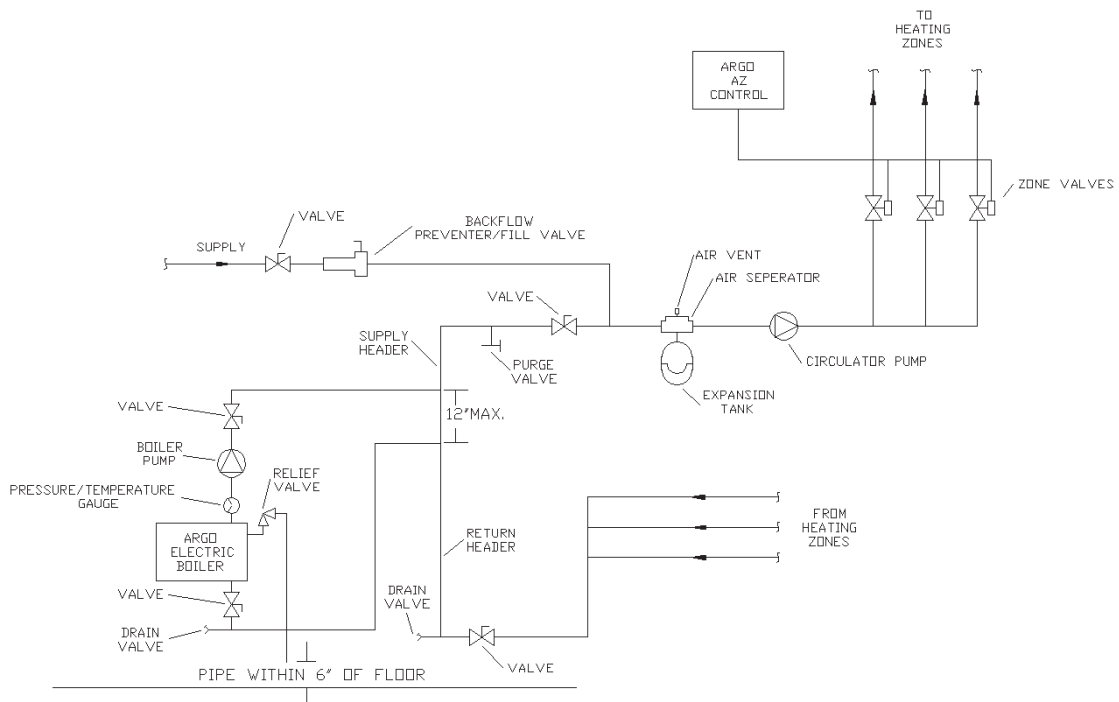 TO
HEATING
ZONES
ARGO
AZ
CONTROL
ZONE VALVES
VALVE
BACKFLOW
PREVENTER/FILL VALVE
SUPPLY
AIR VENT
AIR SEPERATOR
VALVE
SUPPLY
HEADER
PURGE
VALVE
CIRCULATOR PUMP
EXPANSION
TANK
VALVE
12"MAX.
BOILER
PUMP
RELIEF
VALVE
PRESSURE/TEMPERATURE
GAUGE
FROM
HEATING
ZONES
ARGO
ELECTRIC
BOILER
RETURN
HEADER
VALVE
DRAIN
VALVE
DRAIN
VALVE
VALVE
PIPE WITHIN 6" OF FLOOR